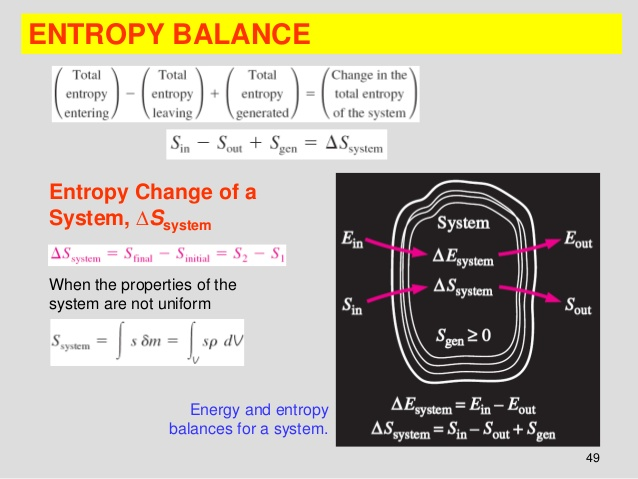 ENTROPY BALANCE
(Total entropy entering) − (Total entropy leaving) + (Total entropy generated) = (Change in the total entropy of the system)
S_in − S_out + S_gen = ΔS_system
Entropy Change of a
System, ∆S_system
ΔS_system = S_final − S_initial = S_2 − S_1
When the properties of the
system are not uniform
S_system = ∫ s δm = ∫_V sρ dV
Energy and entropy
balances for a system.
System
E_in
ΔE_system
E_out
S_in
ΔS_system
S_out
S_gen ≥ 0
ΔE_system = E_in – E_out
ΔS_system = S_in – S_out + S_gen
49